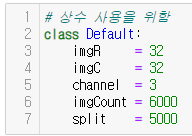 1 # 상수 사용을 위함
2 class Default:
3     imgR     = 32
4     imgC     = 32
5     channel  = 3
6     imgCount = 6000
7     split    = 5000